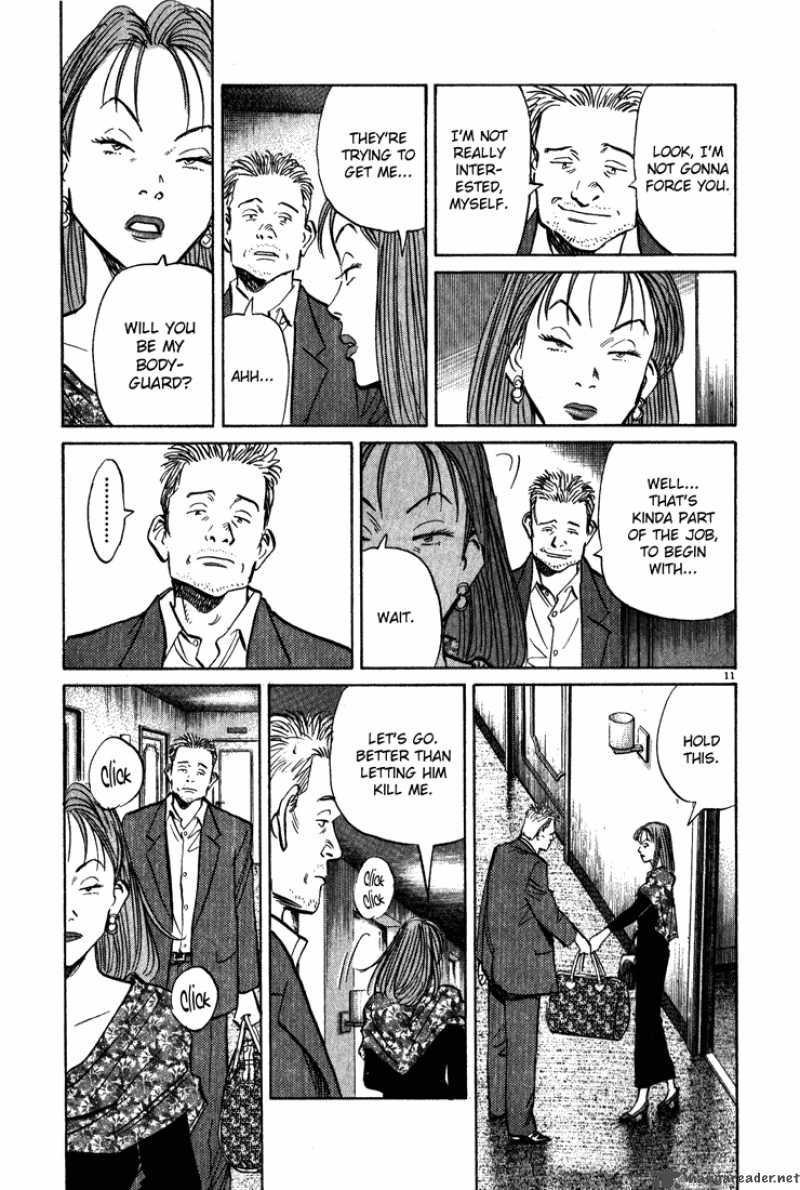 LOOK, I'M
NOT GONNA
FORCE YOU.
I'M NOT
REALLY
INTER-
ESTED,
MYSELF.
THEY'RE
TRYING TO
GET ME...
AHH...
WILL YOU
BE MY
BODY-
GUARD?
WELL...
THAT'S
KINDA PART
OF THE JOB,
TO BEGIN
WITH...
WAIT.
.........
11
HOLD
THIS.
LET'S GO.
BETTER THAN
LETTING HIM
KILL ME.
Click
Click
Click
Click
mangareader.net